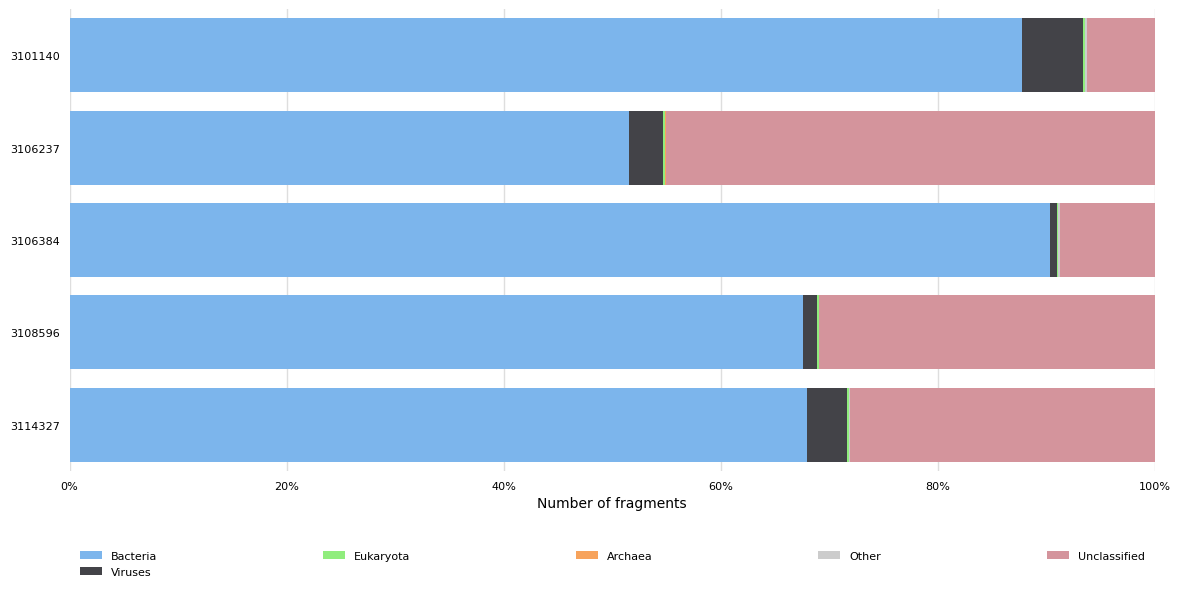 3101140
3106237
3106384
3108596
3114327
0% 20% 40% 60% 80% 100%
Number of fragments
Bacteria Eukaryota Archaea Other Unclassified
Viruses